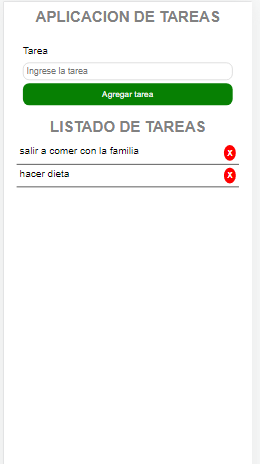 APLICACION DE TAREAS
Tarea
Ingrese la tarea
Agregar tarea
LISTADO DE TAREAS
salir a comer con la familia X
hacer dieta X